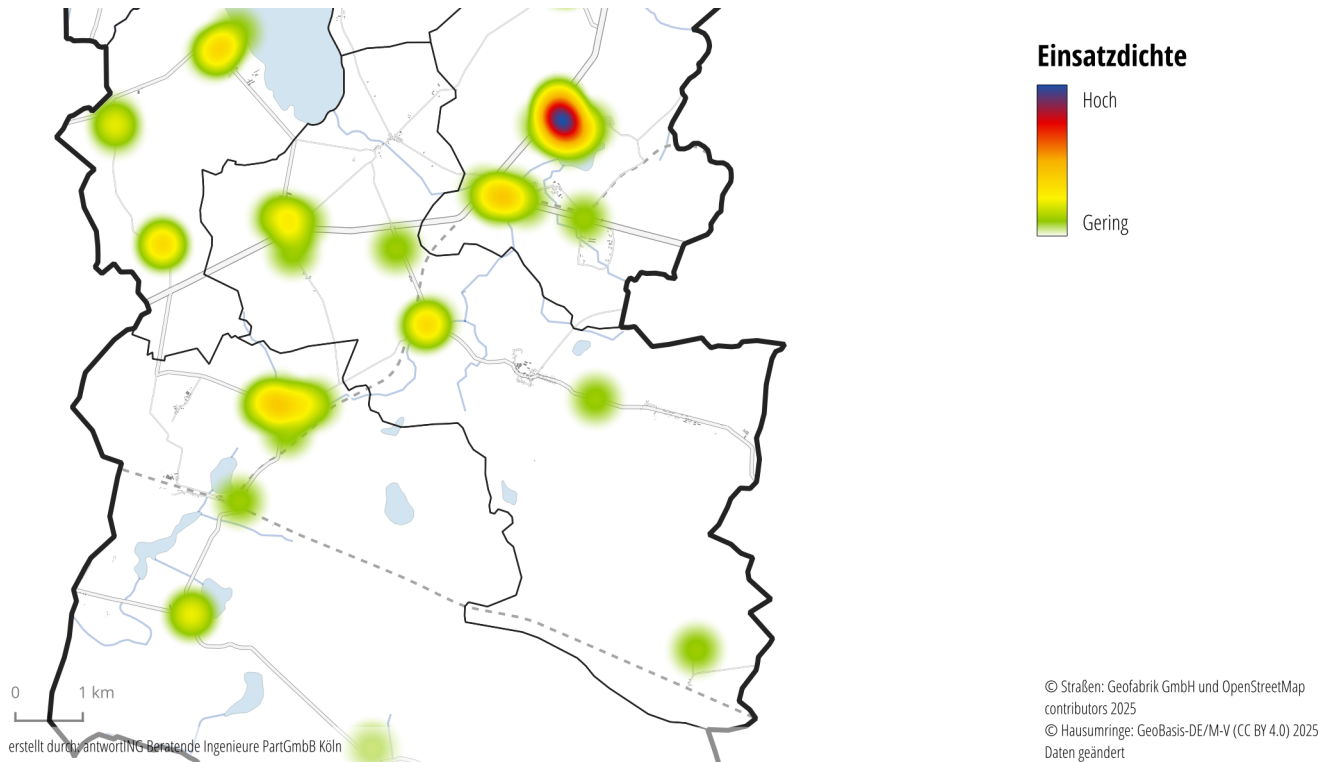 Einsatzdichte
Hoch
Gering
0 1 km
erstellt durch: antwortING Beratende Ingenieure PartGmbB Köln
© Straßen: Geofabrik GmbH und OpenStreetMap
contributors 2025
© Hausumringe: GeoBasis-DE/M-V (CC BY 4.0) 2025
Daten geändert